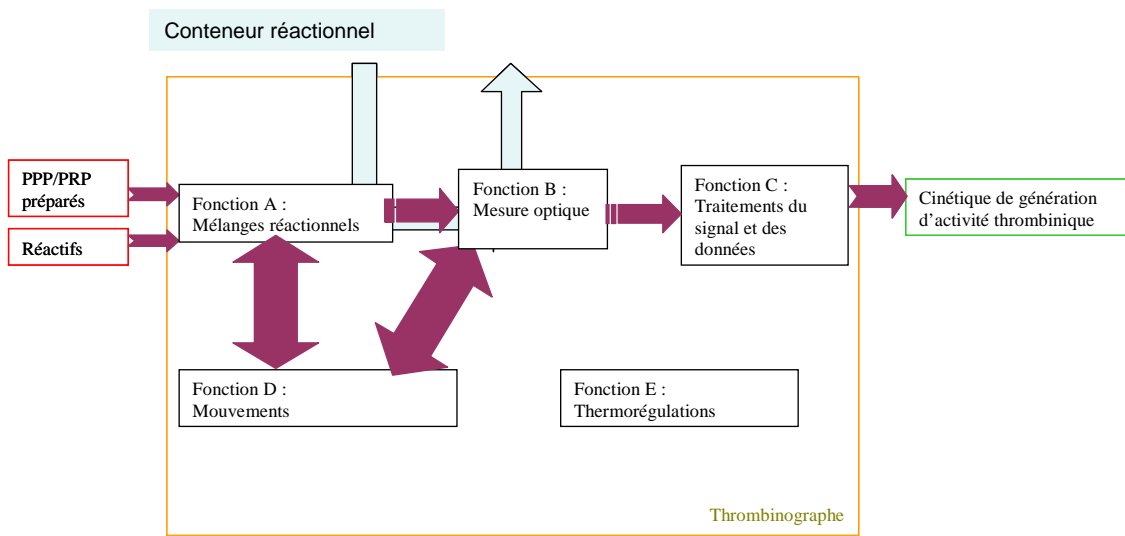 Conteneur réactionnel
PPP/PRP
préparés
Réactifs
Fonction A :
Mélanges réactionnels
Fonction B :
Mesure optique
Fonction C :
Traitements du
signal et des
données
Cinétique de génération
d'activité thrombinique
Fonction D :
Mouvements
Fonction E :
Thermorégulations
Thrombinographe